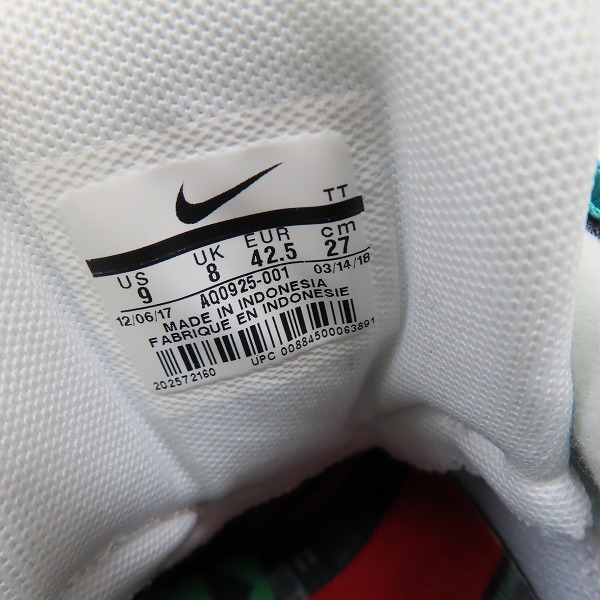 TT
US UK EUR cm
9 8 42.5 27
12/06/17 AQ0925-001 03/14/18
MADE IN INDONESIA
FABRIQUE EN INDONESIE
202572160 UPC 00884500063891